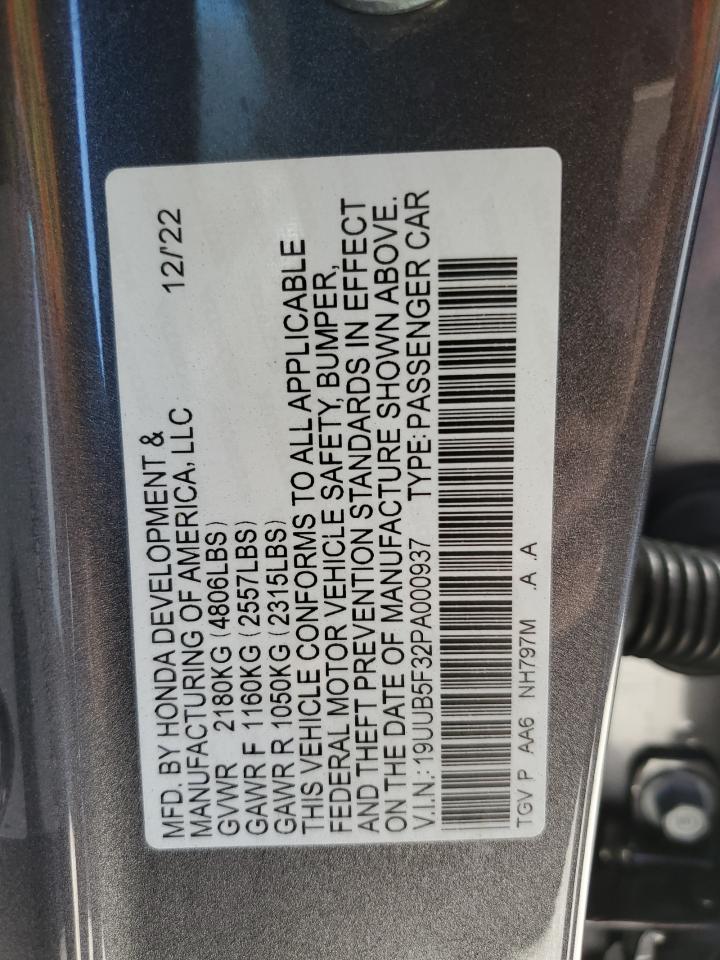 MFD. BY HONDA DEVELOPMENT &
MANUFACTURING OF AMERICA, LLC 12/'22
GVWR 2180KG (4806LBS)
GAWR F 1160KG (2557LBS)
GAWR R 1050KG (2315LBS)
THIS VEHICLE CONFORMS TO ALL APPLICABLE
FEDERAL MOTOR VEHICLE SAFETY, BUMPER,
AND THEFT PREVENTION STANDARDS IN EFFECT
ON THE DATE OF MANUFACTURE SHOWN ABOVE.
V.I.N.: 19UUB5F32PA000937 TYPE: PASSENGER CAR
TGV P AA6 NH797M .A .A